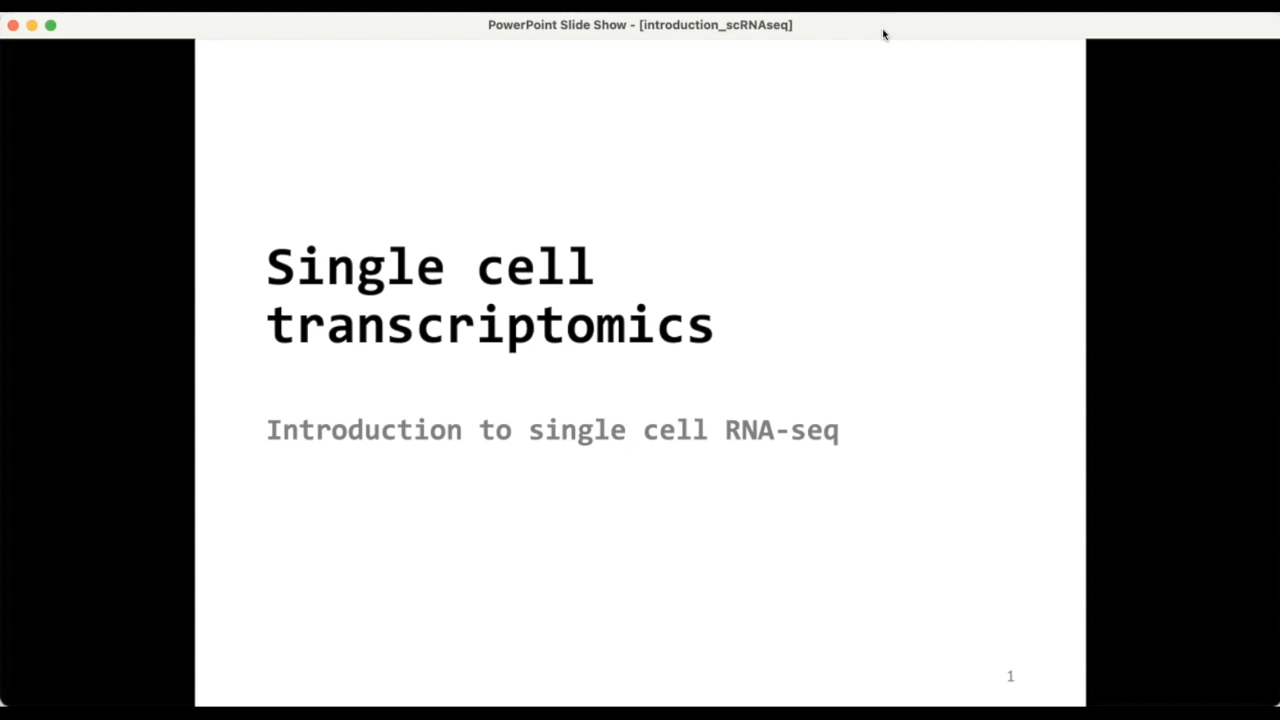 PowerPoint Slide Show - [introduction_scRNAseq]
Single cell
transcriptomics
Introduction to single cell RNA-seq
1